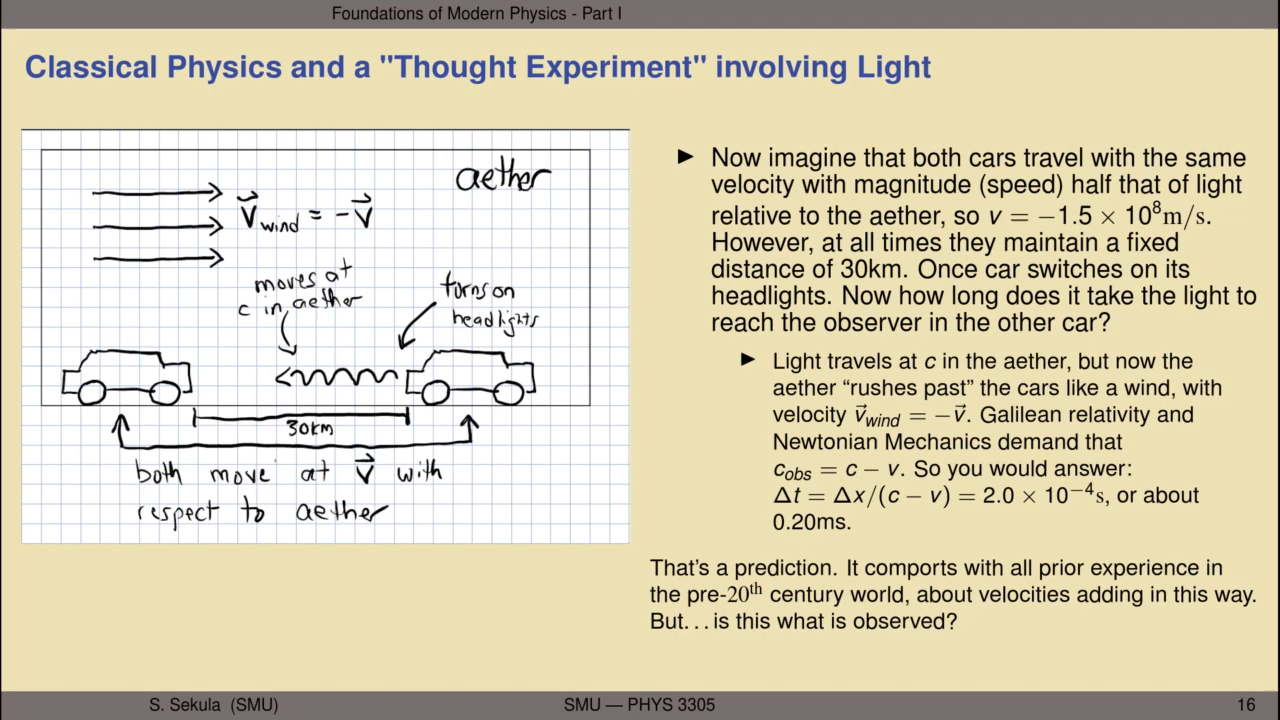 Foundations of Modern Physics - Part I
Classical Physics and a "Thought Experiment" involving Light
aether
v⃗wind = -v⃗
moves at
c in aether
turns on
headlights
30km
both move at v⃗ with
respect to aether
► Now imagine that both cars travel with the same
velocity with magnitude (speed) half that of light
relative to the aether, so v = −1.5 × 10⁸m/s.
However, at all times they maintain a fixed
distance of 30km. Once car switches on its
headlights. Now how long does it take the light to
reach the observer in the other car?
► Light travels at c in the aether, but now the
aether “rushes past” the cars like a wind, with
velocity v⃗wind = −v⃗. Galilean relativity and
Newtonian Mechanics demand that
cobs = c − v. So you would answer:
Δt = Δx/(c − v) = 2.0 × 10⁻⁴s, or about
0.20ms.
That's a prediction. It comports with all prior experience in
the pre-20th century world, about velocities adding in this way.
But. . . is this what is observed?
S. Sekula (SMU)
SMU — PHYS 3305
16